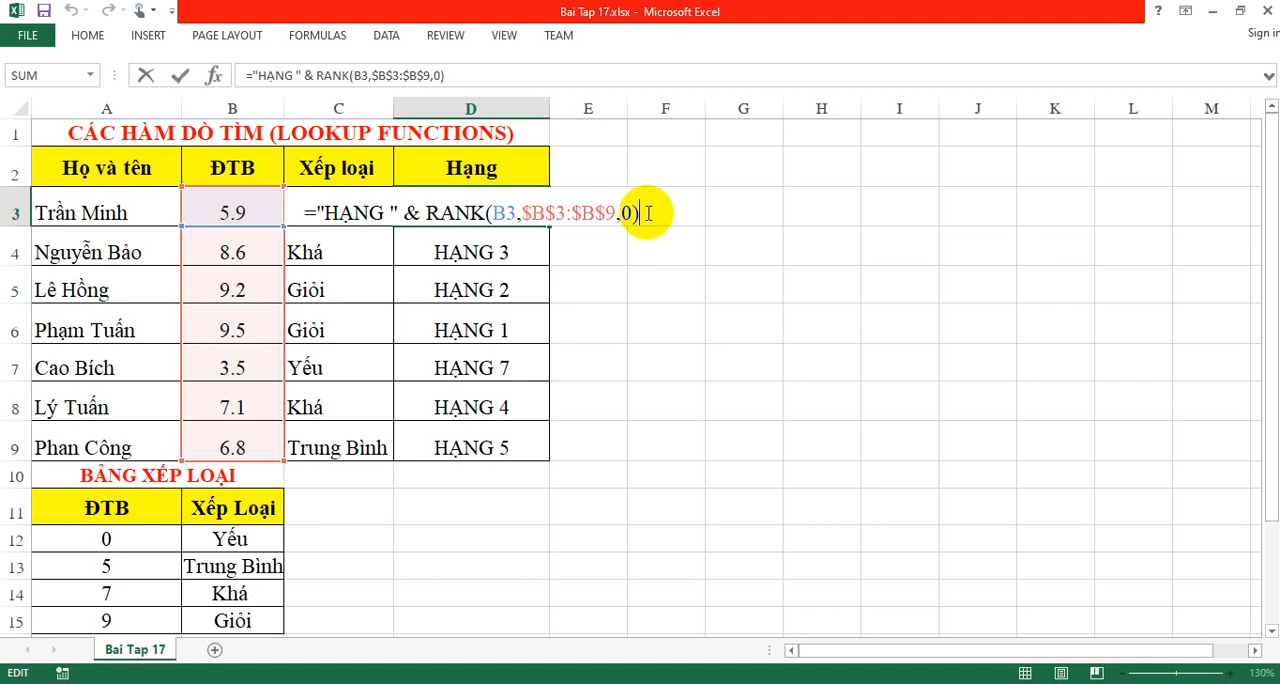 Bai Tap 17.xlsx - Microsoft Excel
?
Sign in
FILE HOME INSERT PAGE LAYOUT FORMULAS DATA REVIEW VIEW TEAM
SUM fx ="HẠNG " & RANK(B3,$B$3:$B$9,0)
A B C D E F G H I J K L M
1 CÁC HÀM DÒ TÌM (LOOKUP FUNCTIONS)
2 Họ và tên ĐTB Xếp loại Hạng
3 Trần Minh 5.9 ="HẠNG " & RANK(B3,$B$3:$B$9,0)
4 Nguyễn Bảo 8.6 Khá HẠNG 3
5 Lê Hồng 9.2 Giỏi HẠNG 2
6 Phạm Tuấn 9.5 Giỏi HẠNG 1
7 Cao Bích 3.5 Yếu HẠNG 7
8 Lý Tuấn 7.1 Khá HẠNG 4
9 Phan Công 6.8 Trung Bình HẠNG 5
10 BẢNG XẾP LOẠI
11 ĐTB Xếp Loại
12 0 Yếu
13 5 Trung Bình
14 7 Khá
15 9 Giỏi
Bai Tap 17
EDIT 130%